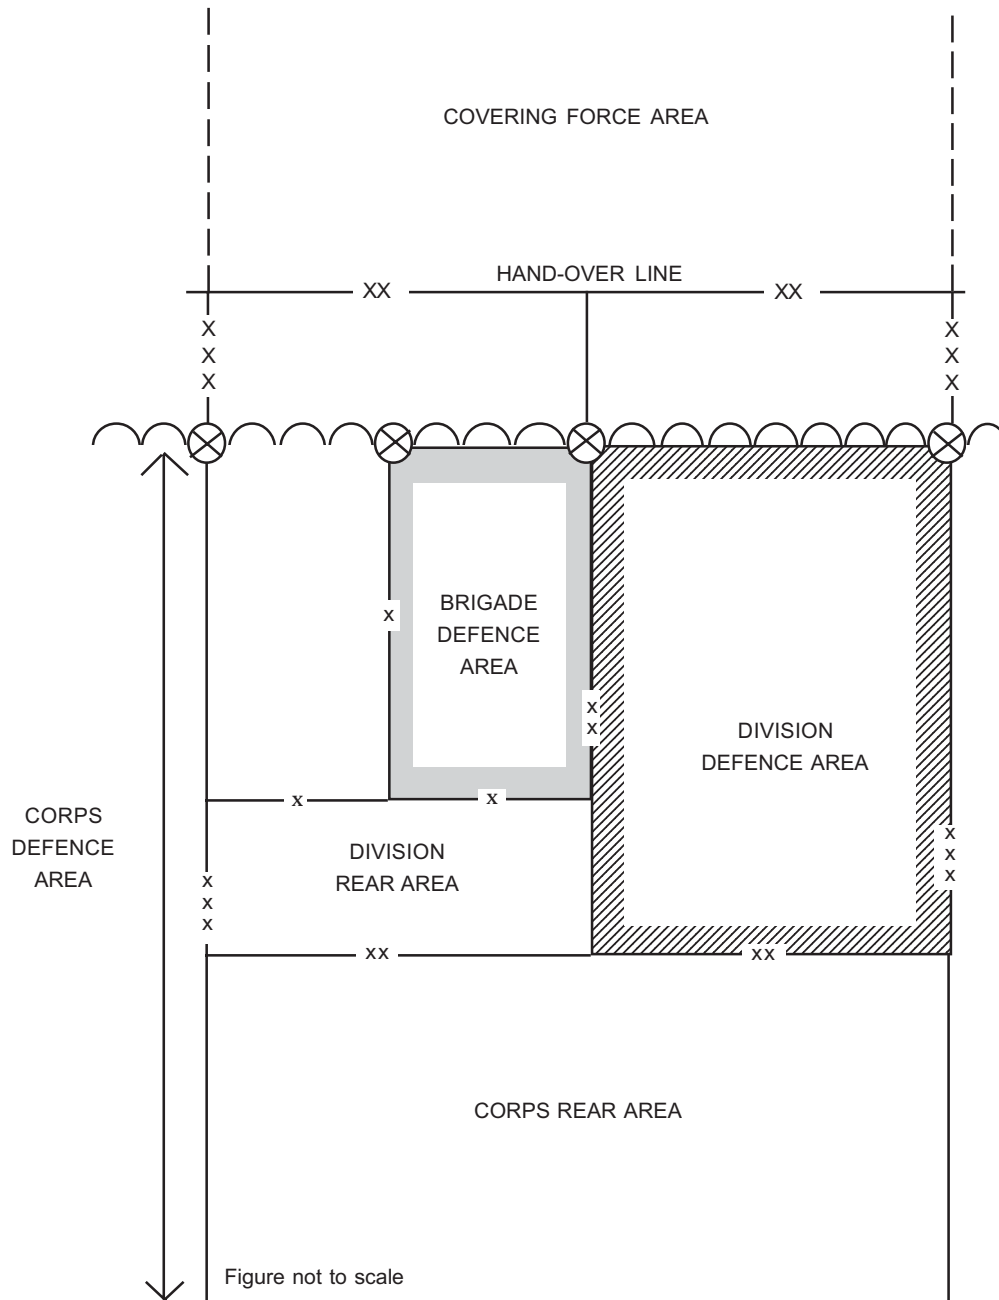 COVERING FORCE AREA
HAND-OVER LINE
XX
XX
X
X
X
X
X
X
BRIGADE
DEFENCE
AREA
x
x
x
DIVISION
DEFENCE AREA
x
x
CORPS
DEFENCE
AREA
DIVISION
REAR AREA
x
x
x
x
x
x
xx
xx
CORPS REAR AREA
Figure not to scale